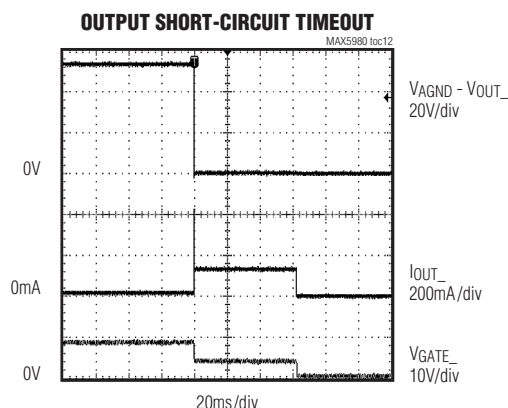 OUTPUT SHORT-CIRCUIT TIMEOUT
MAX5980 toc12
T
VAGND - VOUT_
20V/div
0V
IOUT_
200mA/div
0mA
VGATE_
10V/div
0V
20ms/div